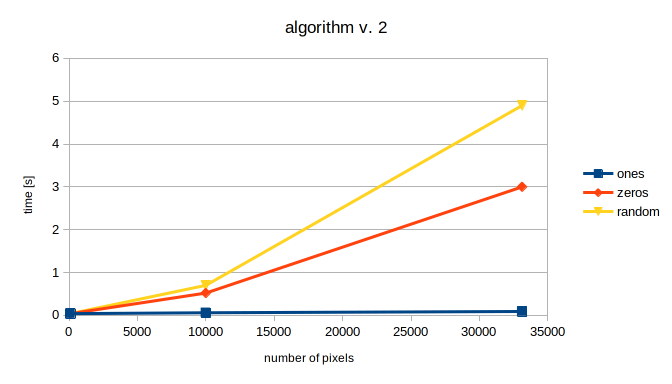 algorithm v. 2
6
5
4
3
2
1
0
time [s]
0 5000 10000 15000 20000 25000 30000 35000
number of pixels
ones
zeros
random